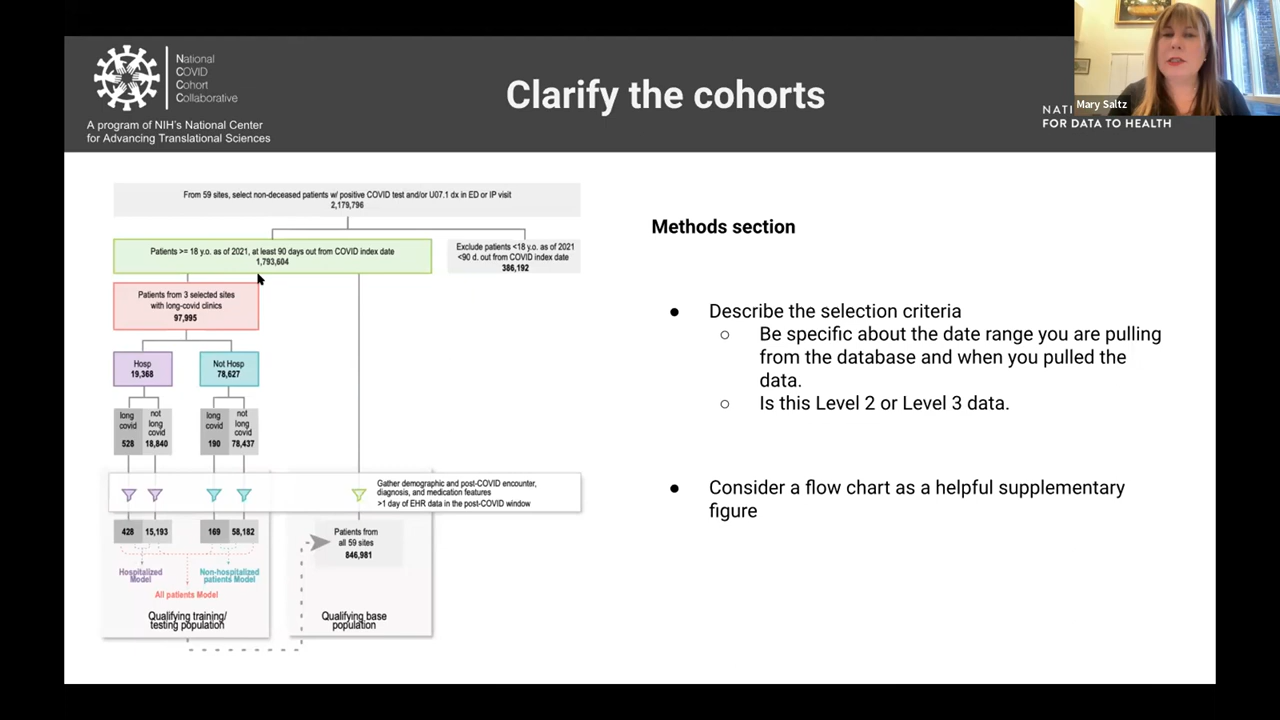 National
COVID
Cohort
Collaborative
A program of NIH's National Center
for Advancing Translational Sciences
Clarify the cohorts
Mary Saltz
NATI
FOR DATA TO HEALTH
From 59 sites, select non-deceased patients w/ positive COVID test and/or U07.1 dx in ED or IP visit
2,179,796
Patients >= 18 y.o. as of 2021, at least 90 days out from COVID index date
1,793,604
Exclude patients <18 y.o. as of 2021
<90 d. out from COVID index date
386,192
Patients from 3 selected sites
with long-covid clinics
97,995
Hosp
19,368
Not Hosp
78,627
long
covid
528
not
long
covid
18,840
long
covid
190
not
long
covid
78,437
Gather demographic and post-COVID encounter,
diagnosis, and medication features
>1 day of EHR data in the post-COVID window
428
15,193
169
58,182
Patients from
all 59 sites
846,981
Hospitalized
Model
Non-hospitalized
patients Model
All patients Model
Qualifying training/
testing population
Qualifying base
population
Methods section
● Describe the selection criteria
○ Be specific about the date range you are pulling
from the database and when you pulled the
data.
○ Is this Level 2 or Level 3 data.
● Consider a flow chart as a helpful supplementary
figure